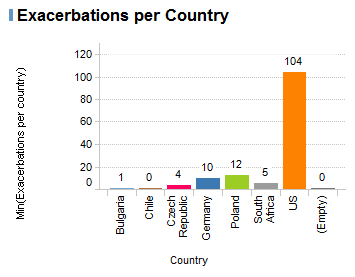 Exacerbations per Country
Min(Exacerbations per country)
120
100
80
60
40
20
0
1
0
4
10
12
5
104
0
Bulgaria
Chile
Czech
Republic
Germany
Poland
South
Africa
US
(Empty)
Country